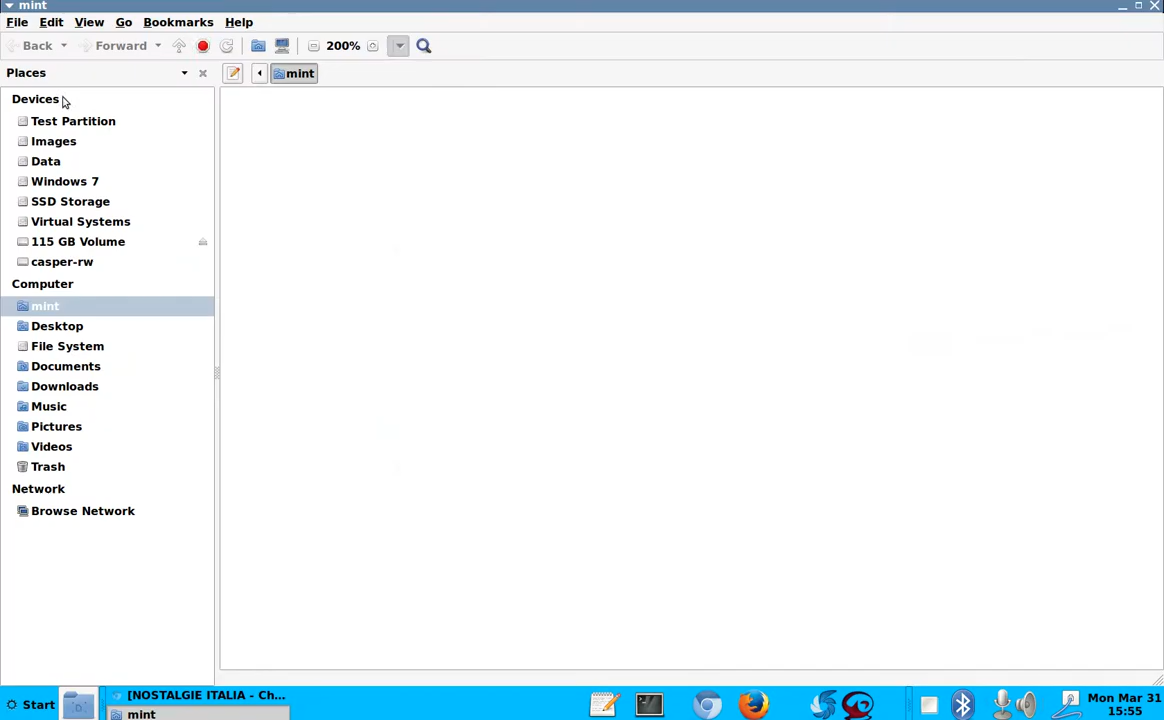 mint
File Edit View Go Bookmarks Help
Back Forward 200%
Places mint
Devices
Test Partition
Images
Data
Windows 7
SSD Storage
Virtual Systems
115 GB Volume
casper-rw
Computer
mint
Desktop
File System
Documents
Downloads
Music
Pictures
Videos
Trash
Network
Browse Network
Start [NOSTALGIE ITALIA - Ch... Mon Mar 31
mint 15:55